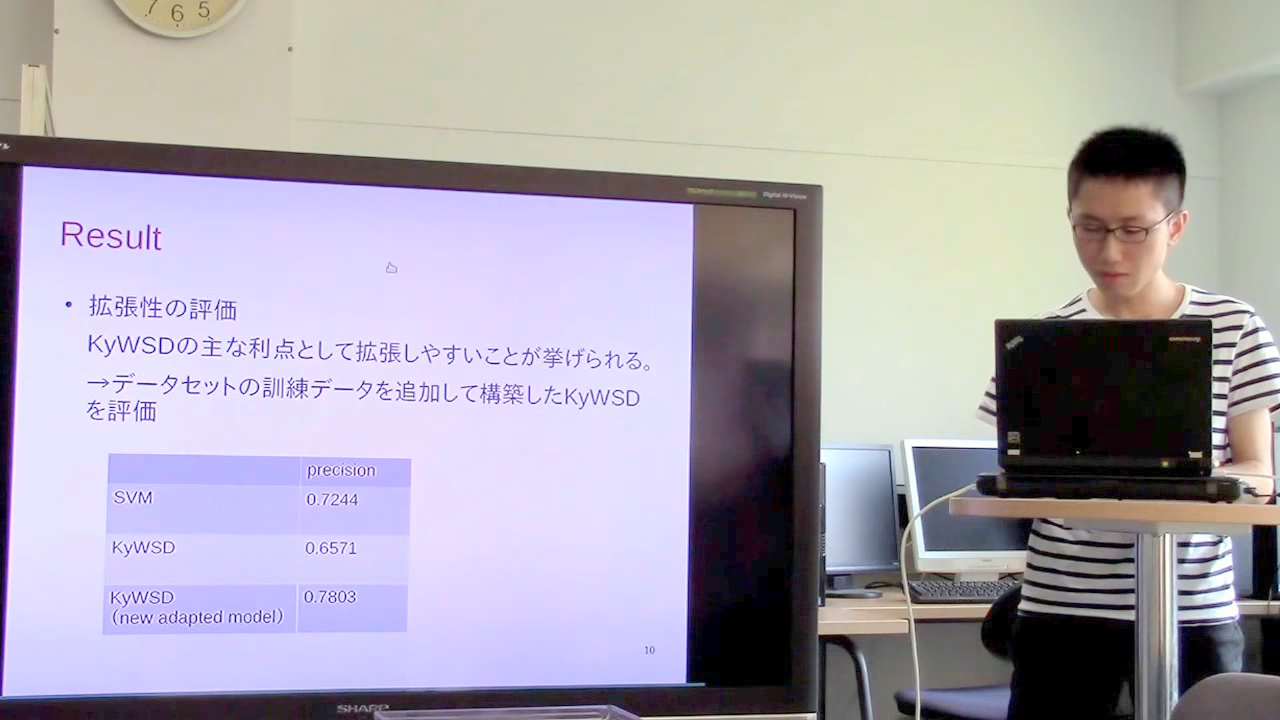 7 6 5
Result
• 拡張性の評価
KyWSDの主な利点として拡張しやすいことが挙げられる。
→データセットの訓練データを追加して構築したKyWSD
を評価
precision
SVM 0.7244
KyWSD 0.6571
KyWSD 0.7803
(new adapted model)
10
SHARP